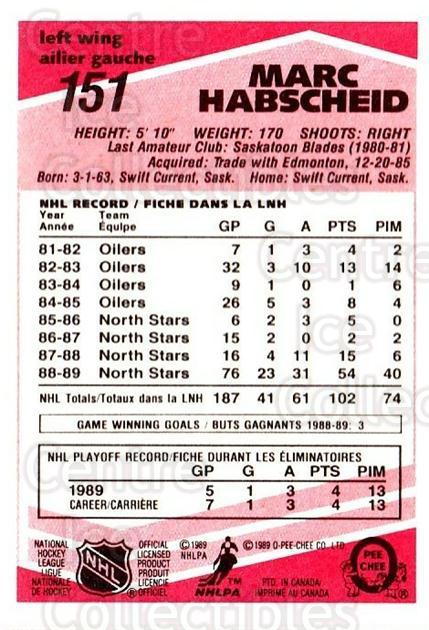 left wing
ailier gauche
151
MARC
HABSCHEID
HEIGHT: 5' 10" WEIGHT: 170 SHOOTS: RIGHT
Last Amateur Club: Saskatoon Blades (1980-81)
Acquired: Trade with Edmonton, 12-20-85
Born: 3-1-63, Swift Current, Sask. Home: Swift Current, Sask.
NHL RECORD / FICHE DANS LA LNH
Year Team
Année Équipe GP G A PTS PIM
81-82 Oilers 7 1 3 4 2
82-83 Oilers 32 3 10 13 14
83-84 Oilers 9 1 0 1 6
84-85 Oilers 26 5 3 8 4
85-86 North Stars 6 2 3 5 0
86-87 North Stars 15 2 0 2 2
87-88 North Stars 16 4 11 15 6
88-89 North Stars 76 23 31 54 40
NHL Totals/Totaux dans la LNH 187 41 61 102 74
GAME WINNING GOALS / BUTS GAGNANTS 1988-89: 3
NHL PLAYOFF RECORD/FICHE DURANT LES ÉLIMINATOIRES
GP G A PTS PIM
1989 5 1 3 4 13
CAREER/CARRIÈRE 7 1 3 4 13
NATIONAL
HOCKEY
LEAGUE
LIGUE
NATIONALE
DE HOCKEY
NHL
®
OFFICIAL
LICENSED
PRODUCT
PRODUIT
LICENCIÉ
OFFICIEL
© 1989
NHLPA
NHLPA
™
© 1989 O-PEE-CHEE CO. LTD.
PTD. IN CANADA
IMPRIMÉ AU CANADA
O
PEE
CHEE
®
Centre
Ice
Collectibles